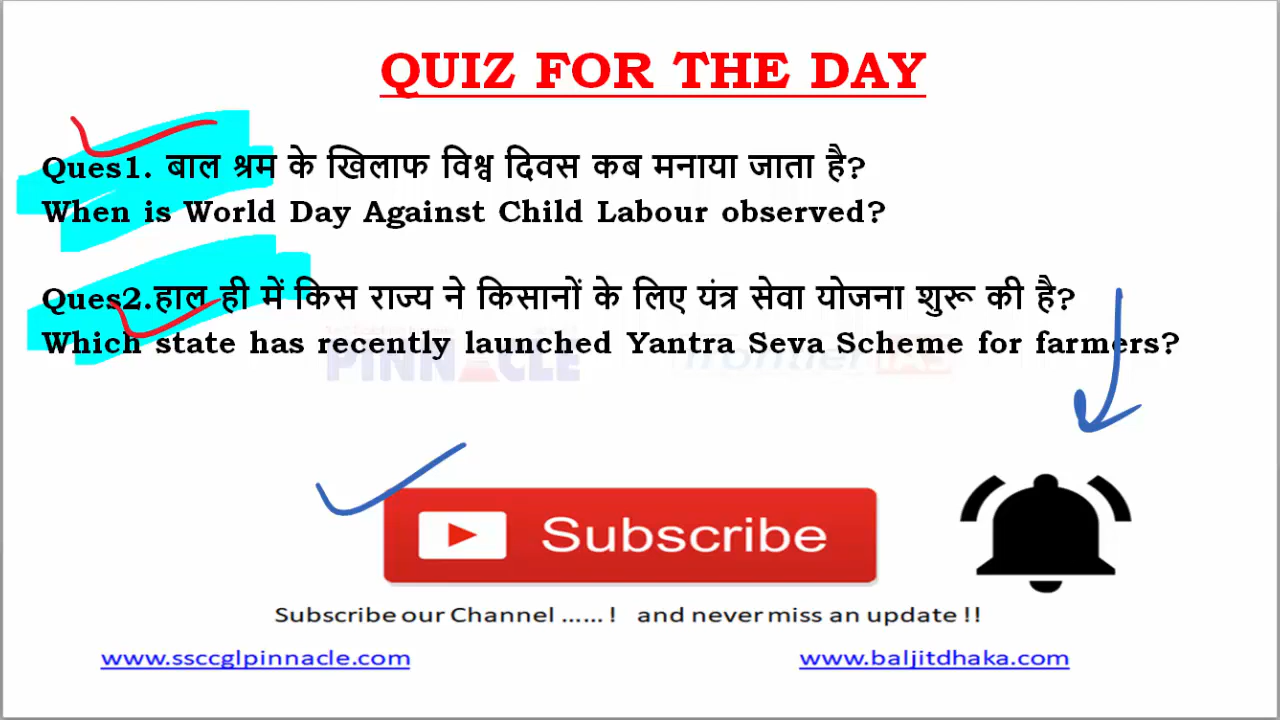 QUIZ FOR THE DAY
Ques1. बाल श्रम के खिलाफ विश्व दिवस कब मनाया जाता है?
When is World Day Against Child Labour observed?
Ques2.हाल ही में किस राज्य ने किसानों के लिए यंत्र सेवा योजना शुरू की है?
Which state has recently launched Yantra Seva Scheme for farmers?
PINNACLE
Subscribe
Subscribe our Channel ...... ! and never miss an update !!
www.ssccglpinnacle.com www.baljitdhaka.com